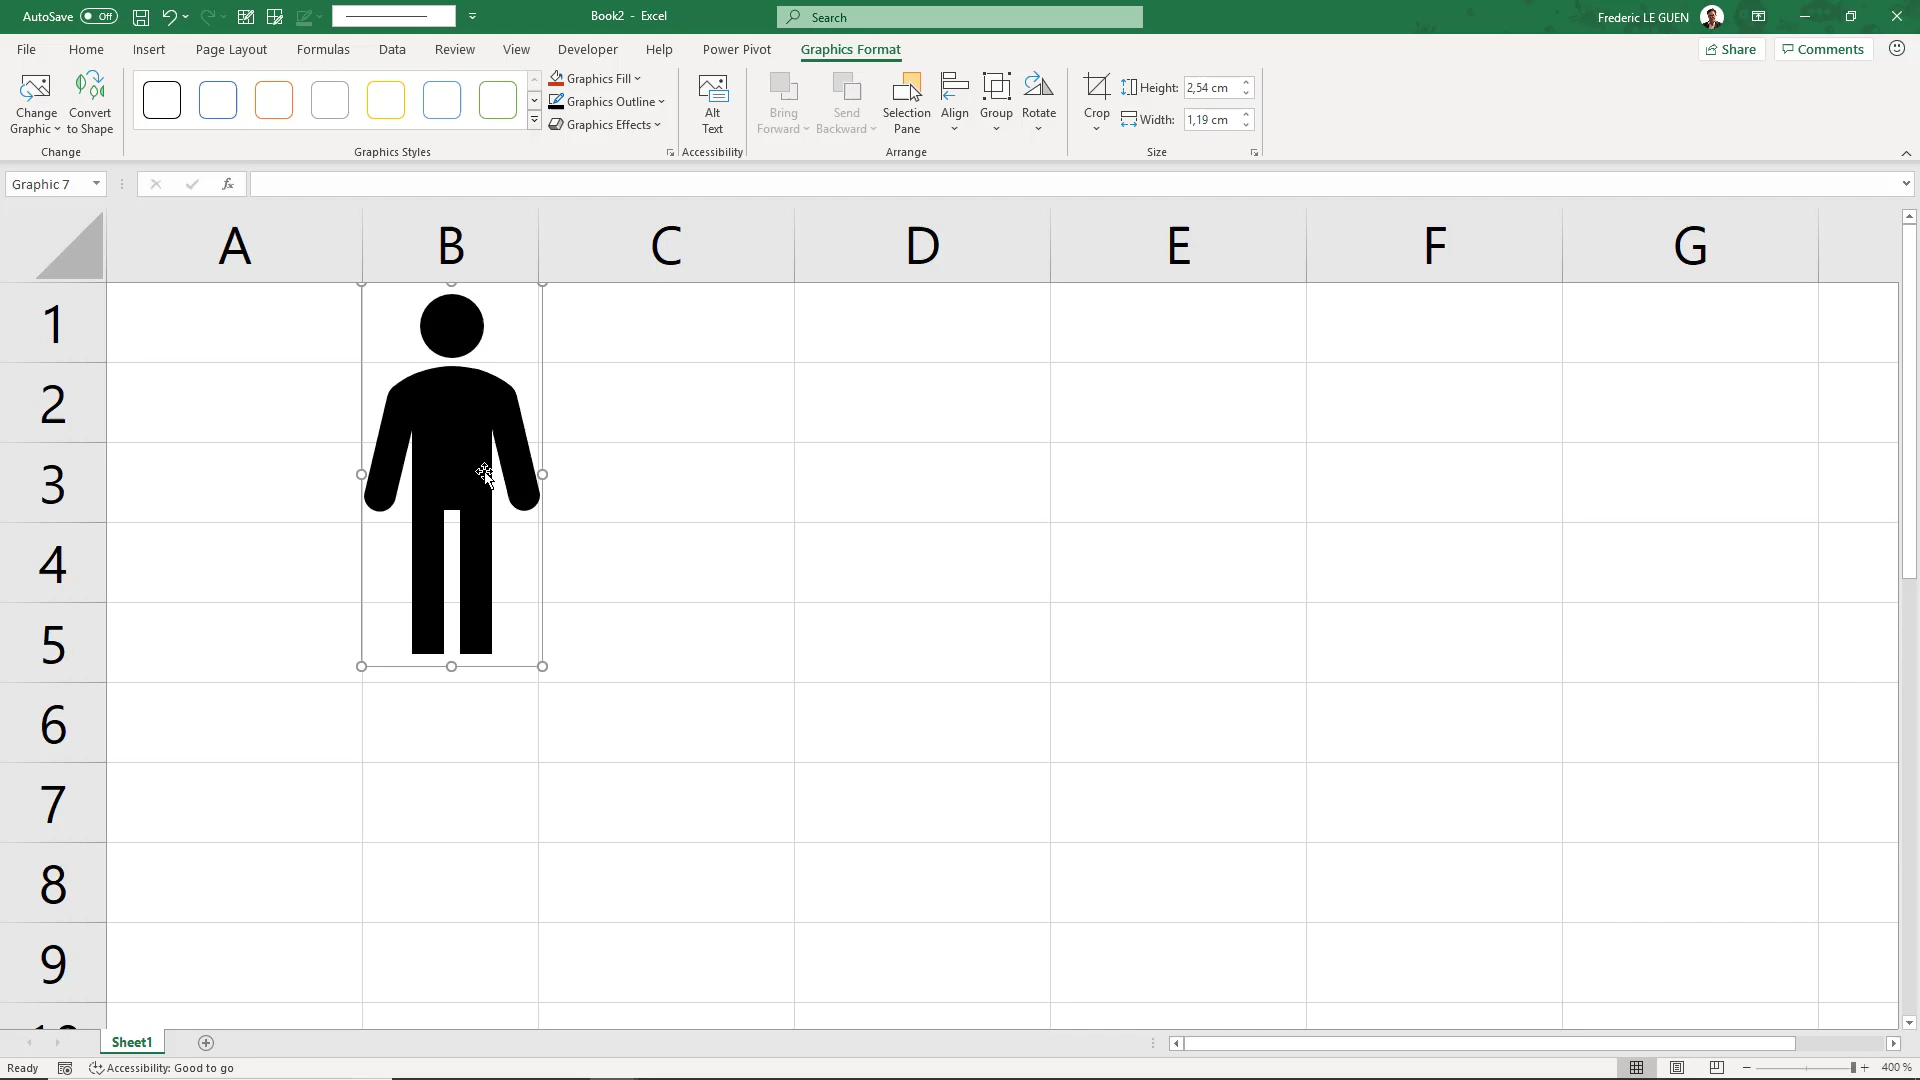 AutoSave Off Book2 - Excel Search Frederic LE GUEN
File Home Insert Page Layout Formulas Data Review View Developer Help Power Pivot Graphics Format Share Comments
Change Graphic
Convert to Shape
Change
Graphics Fill
Graphics Outline
Graphics Effects
Graphics Styles
Alt Text
Accessibility
Bring Forward
Send Backward
Selection Pane
Align
Group
Rotate
Arrange
Crop
Height: 2,54 cm
Width: 1,19 cm
Size
Graphic 7 fx
A B C D E F G
1
2
3
4
5
6
7
8
9
10
Sheet1
Ready Accessibility: Good to go 400 %